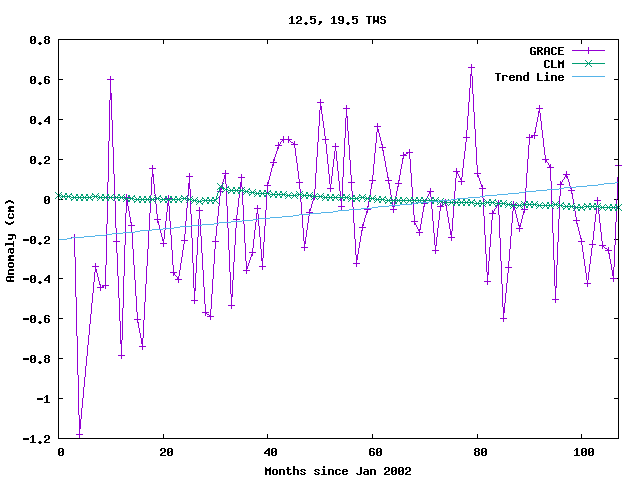 12.5, 19.5 TWS
0.8
0.6
0.4
0.2
0
-0.2
-0.4
-0.6
-0.8
-1
-1.2
Anomaly (cm)
GRACE
CLM
Trend Line
0 20 40 60 80 100
Months since Jan 2002